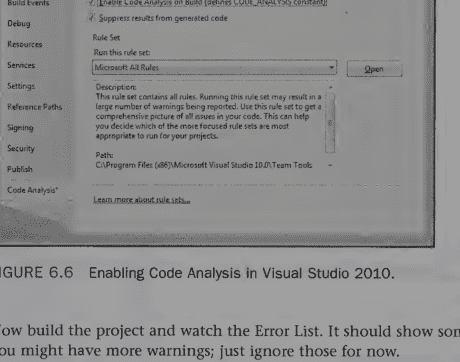 Build Events
Enable Code Analysis on Build (defines CODE_ANALYSIS constant)
Debug
Suppress results from generated code
Resources
Rule Set
Run this rule set:
Services
Microsoft All Rules
Open
Settings
Description:
This rule set contains all rules. Running this rule set may result in a
large number of warnings being reported. Use this rule set to get a
Reference Paths
comprehensive picture of all issues in your code. This can help
you decide which of the more focused rule sets are most
Signing
appropriate to run for your projects.
Security
Path:
Publish
C:\Program Files (x86)\Microsoft Visual Studio 10.0\Team Tools
Code Analysis*
Learn more about rule sets...
IGURE 6.6 Enabling Code Analysis in Visual Studio 2010.
ow build the project and watch the Error List. It should show som
ou might have more warnings; just ignore those for now.